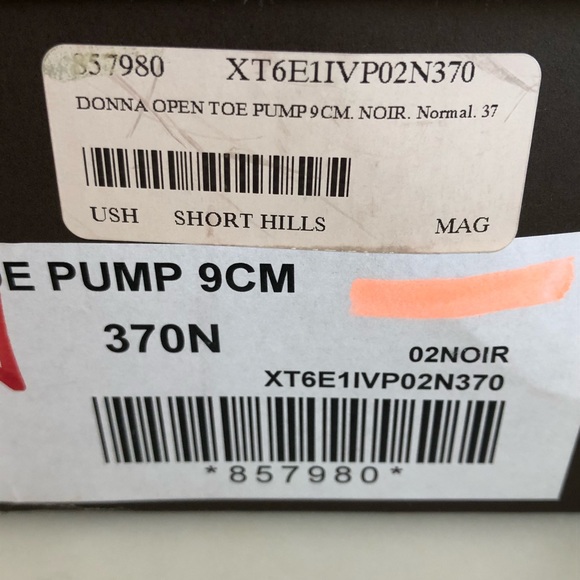 857980 XT6E1IVP02N370
DONNA OPEN TOE PUMP 9CM. NOIR. Normal. 37
USH SHORT HILLS MAG
PUMP 9CM
370N
02NOIR
XT6E1IVP02N370
*857980*